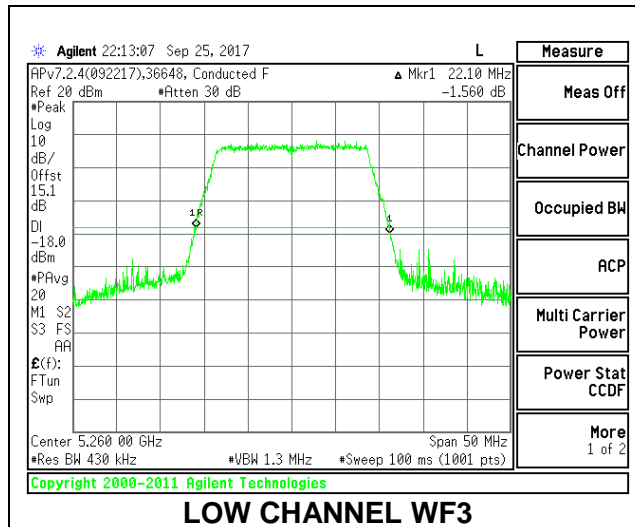 Agilent 22:13:07 Sep 25, 2017 L
Measure
APv7.2.4(092217),36648, Conducted F
Δ Mkr1 22.10 MHz
Ref 20 dBm #Atten 30 dB -1.560 dB
#Peak
Log
10
dB/
Offst
15.1
dB
DI
-18.0
dBm
#PAvg
20
M1 S2
S3 FS
AA
£(f):
FTun
Swp
1R
1
Center 5.260 00 GHz Span 50 MHz
#Res BW 430 kHz #VBW 1.3 MHz #Sweep 100 ms (1001 pts)
Copyright 2000-2011 Agilent Technologies
Meas Off
Channel Power
Occupied BW
ACP
Multi Carrier
Power
Power Stat
CCDF
More
1 of 2
LOW CHANNEL WF3